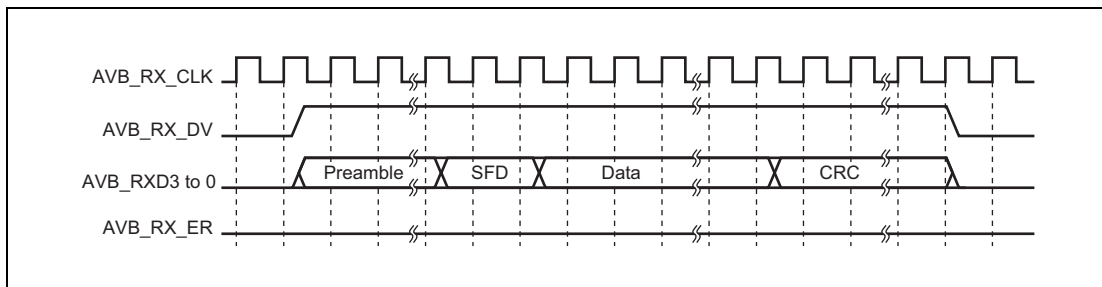 AVB_RX_CLK
AVB_RX_DV
AVB_RXD3 to 0
Preamble
SFD
Data
CRC
AVB_RX_ER